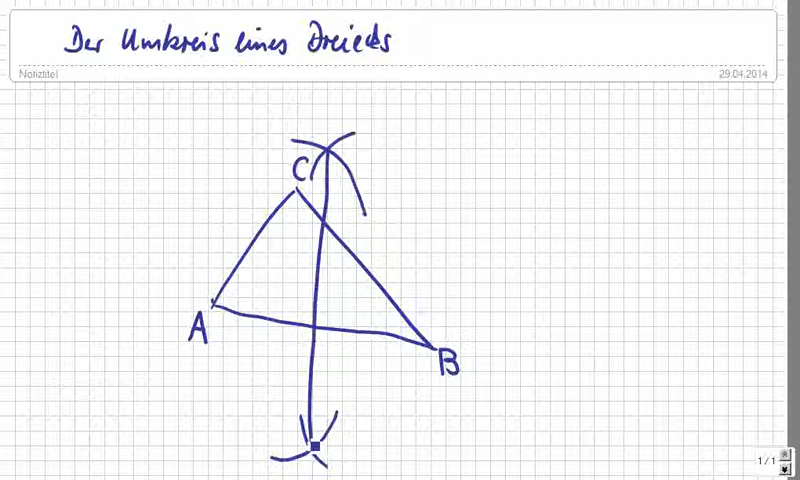 Der Umkreis eines Dreiecks
Notiztitel
29.04.2014
C
A
B
1 / 1